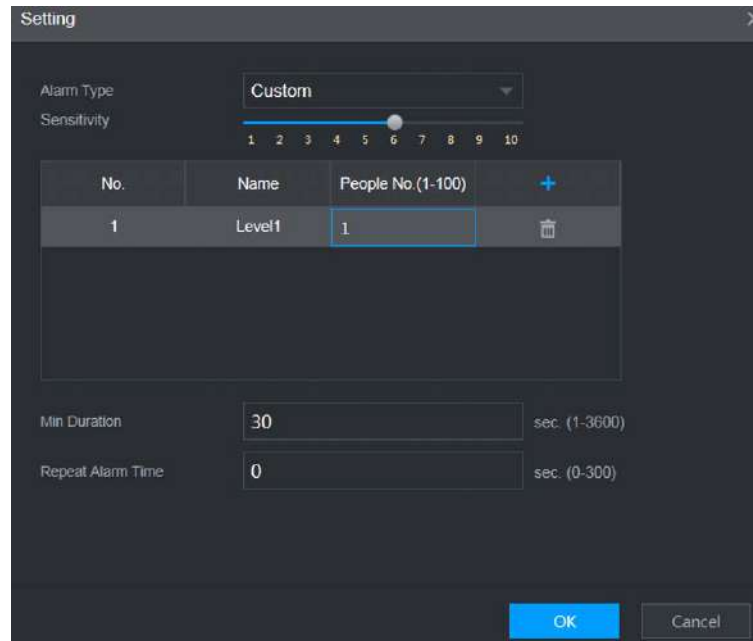 Setting
Alarm Type Custom
Sensitivity
1 2 3 4 5 6 7 8 9 10
No. Name People No.(1-100) +
1 Level1 1
Min Duration 30 sec. (1-3600)
Repeat Alarm Time 0 sec. (0-300)
OK Cancel